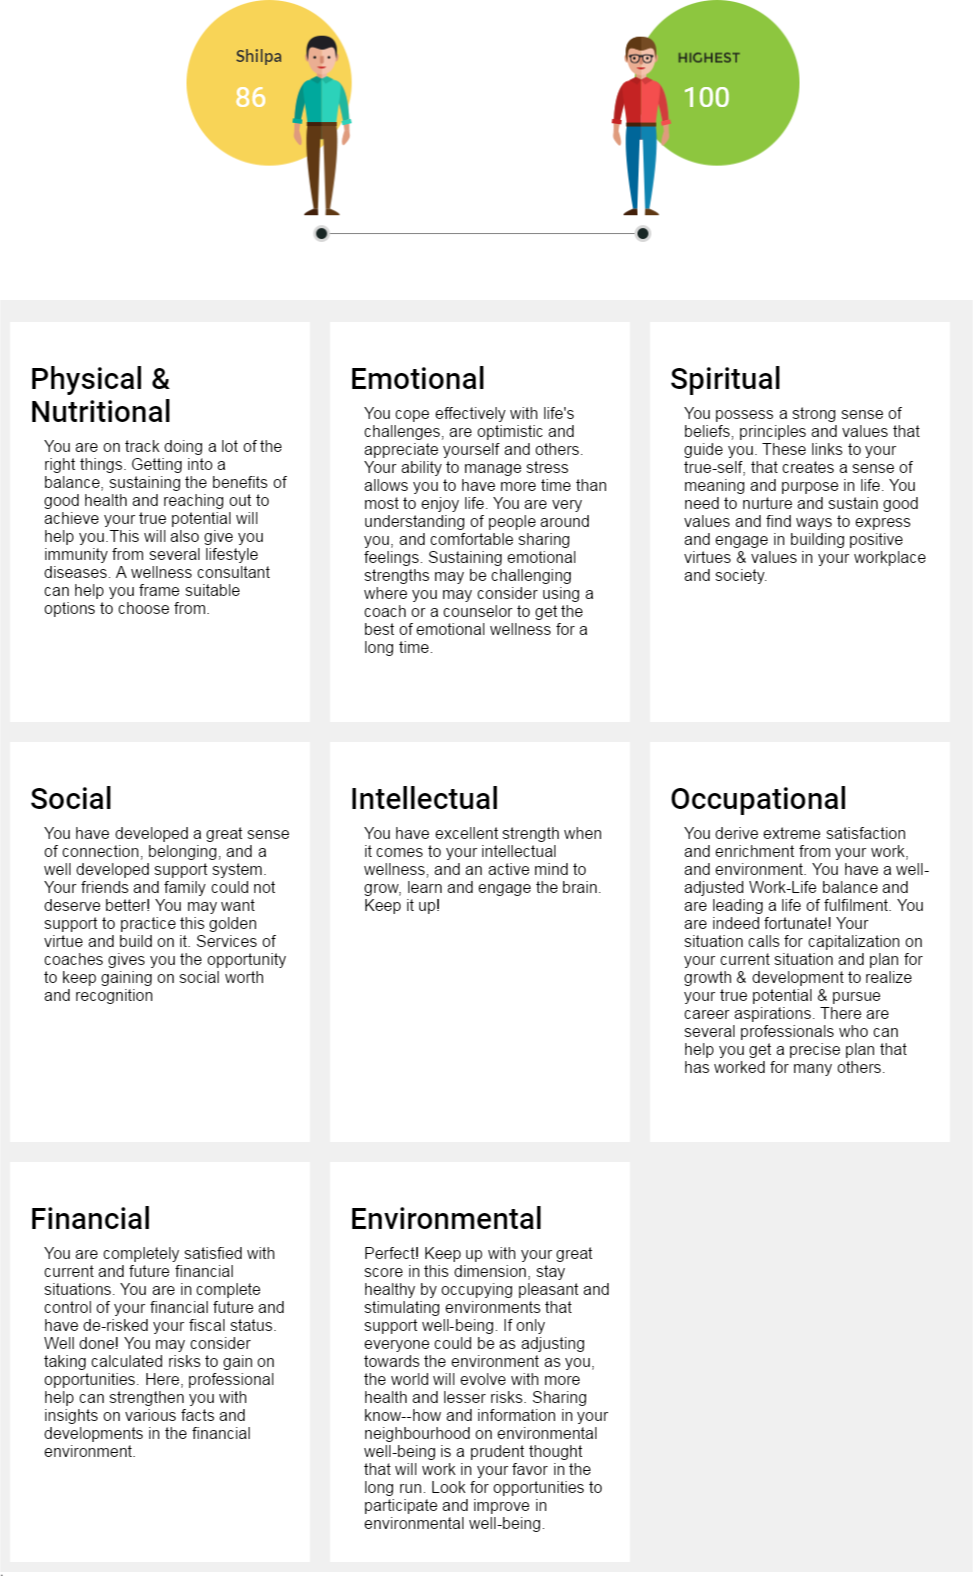 Shilpa
86
HIGHEST
100
Physical &
Nutritional
You are on track doing a lot of the
right things. Getting into a
balance, sustaining the benefits of
good health and reaching out to
achieve your true potential will
help you.This will also give you
immunity from several lifestyle
diseases. A wellness consultant
can help you frame suitable
options to choose from.
Emotional
You cope effectively with life's
challenges, are optimistic and
appreciate yourself and others.
Your ability to manage stress
allows you to have more time than
most to enjoy life. You are very
understanding of people around
you, and comfortable sharing
feelings. Sustaining emotional
strengths may be challenging
where you may consider using a
coach or a counselor to get the
best of emotional wellness for a
long time.
Spiritual
You possess a strong sense of
beliefs, principles and values that
guide you. These links to your
true-self, that creates a sense of
meaning and purpose in life. You
need to nurture and sustain good
values and find ways to express
and engage in building positive
virtues & values in your workplace
and society.
Social
You have developed a great sense
of connection, belonging, and a
well developed support system.
Your friends and family could not
deserve better! You may want
support to practice this golden
virtue and build on it. Services of
coaches gives you the opportunity
to keep gaining on social worth
and recognition
Intellectual
You have excellent strength when
it comes to your intellectual
wellness, and an active mind to
grow, learn and engage the brain.
Keep it up!
Occupational
You derive extreme satisfaction
and enrichment from your work,
and environment. You have a well-
adjusted Work-Life balance and
are leading a life of fulfilment. You
are indeed fortunate! Your
situation calls for capitalization on
your current situation and plan for
growth & development to realize
your true potential & pursue
career aspirations. There are
several professionals who can
help you get a precise plan that
has worked for many others.
Financial
You are completely satisfied with
current and future financial
situations. You are in complete
control of your financial future and
have de-risked your fiscal status.
Well done! You may consider
taking calculated risks to gain on
opportunities. Here, professional
help can strengthen you with
insights on various facts and
developments in the financial
environment.
Environmental
Perfect! Keep up with your great
score in this dimension, stay
healthy by occupying pleasant and
stimulating environments that
support well-being. If only
everyone could be as adjusting
towards the environment as you,
the world will evolve with more
health and lesser risks. Sharing
know--how and information in your
neighbourhood on environmental
well-being is a prudent thought
that will work in your favor in the
long run. Look for opportunities to
participate and improve in
environmental well-being.